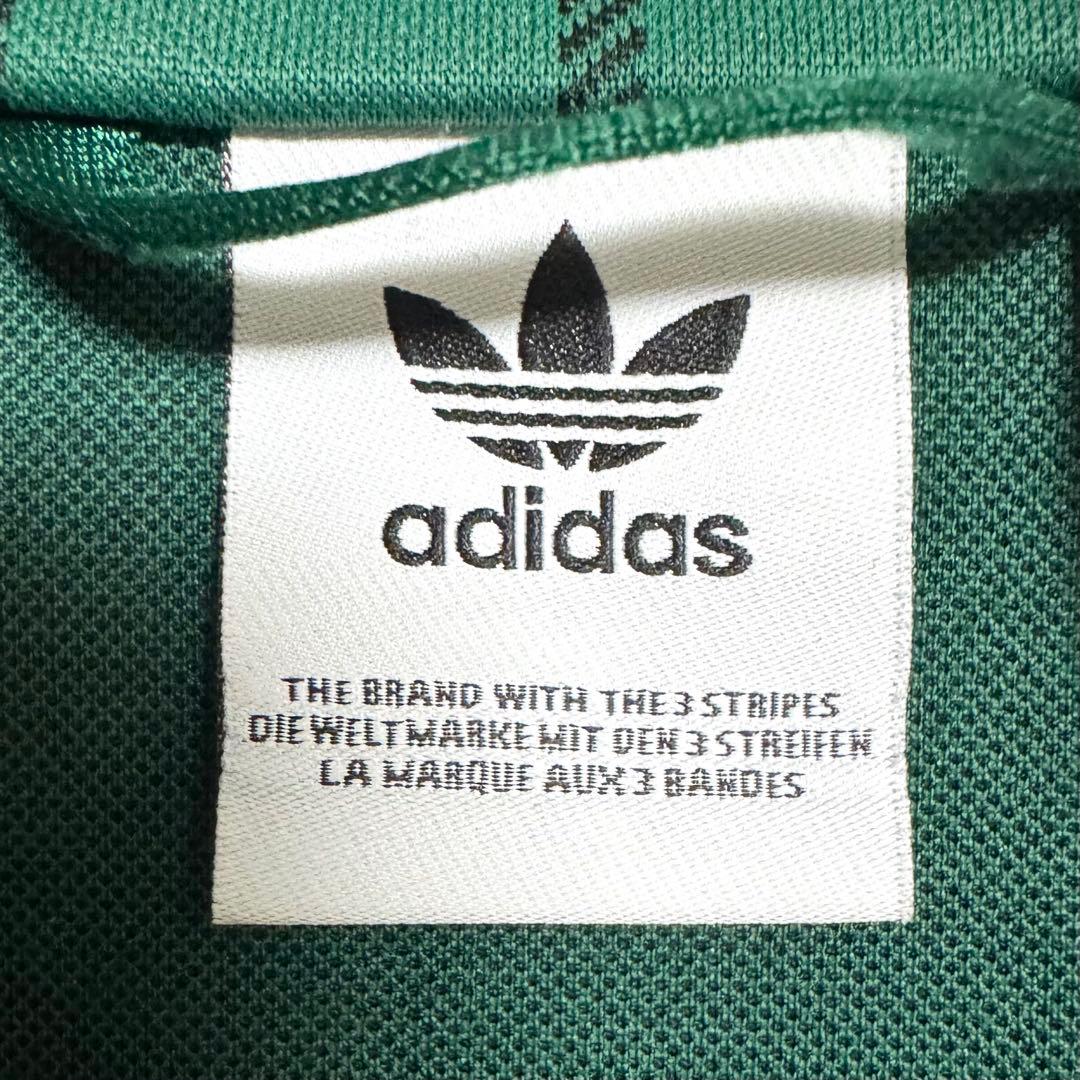 adidas
THE BRAND WITH THE 3 STRIPES
DIE WELTMARKE MIT DEN 3 STREIFEN
LA MARQUE AUX 3 BANDES